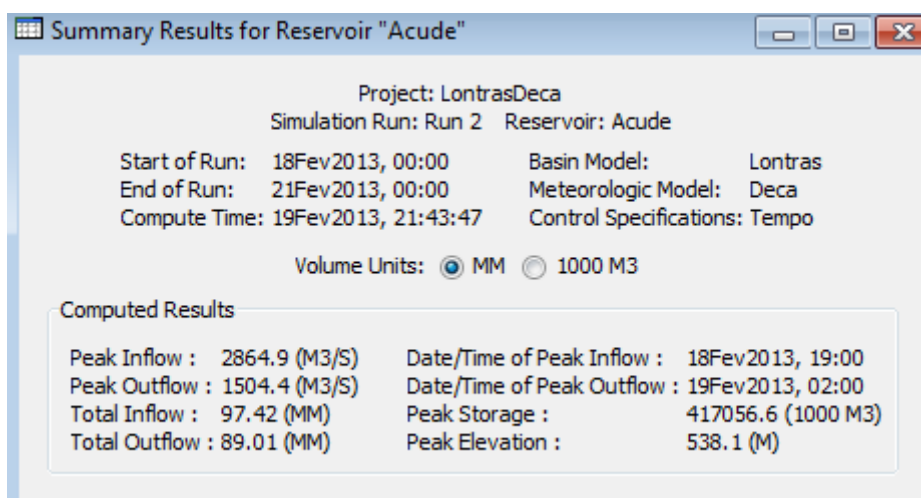 Summary Results for Reservoir "Acude"
Project: LontrasDeca
Simulation Run: Run 2 Reservoir: Acude
Start of Run: 18Fev2013, 00:00 Basin Model: Lontras
End of Run: 21Fev2013, 00:00 Meteorologic Model: Deca
Compute Time: 19Fev2013, 21:43:47 Control Specifications: Tempo
Volume Units: MM 1000 M3
Computed Results
Peak Inflow : 2864.9 (M3/S) Date/Time of Peak Inflow : 18Fev2013, 19:00
Peak Outflow : 1504.4 (M3/S) Date/Time of Peak Outflow : 19Fev2013, 02:00
Total Inflow : 97.42 (MM) Peak Storage : 417056.6 (1000 M3)
Total Outflow : 89.01 (MM) Peak Elevation : 538.1 (M)